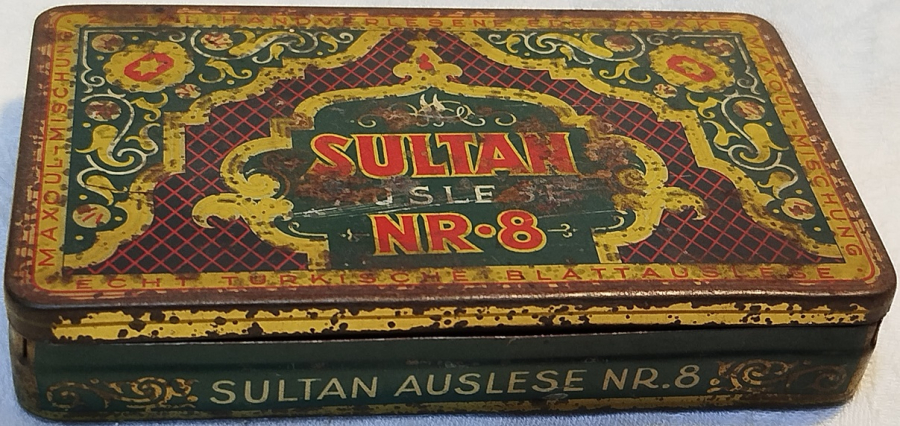 HANDVERLESENE
MAXOUL-MISCHUNG
MAXOUL-MISCHUNG
SULTAN
AUSLESE
NR·8
ECHT TÜRKISCHE BLATTAUSLESE
SULTAN AUSLESE NR.8